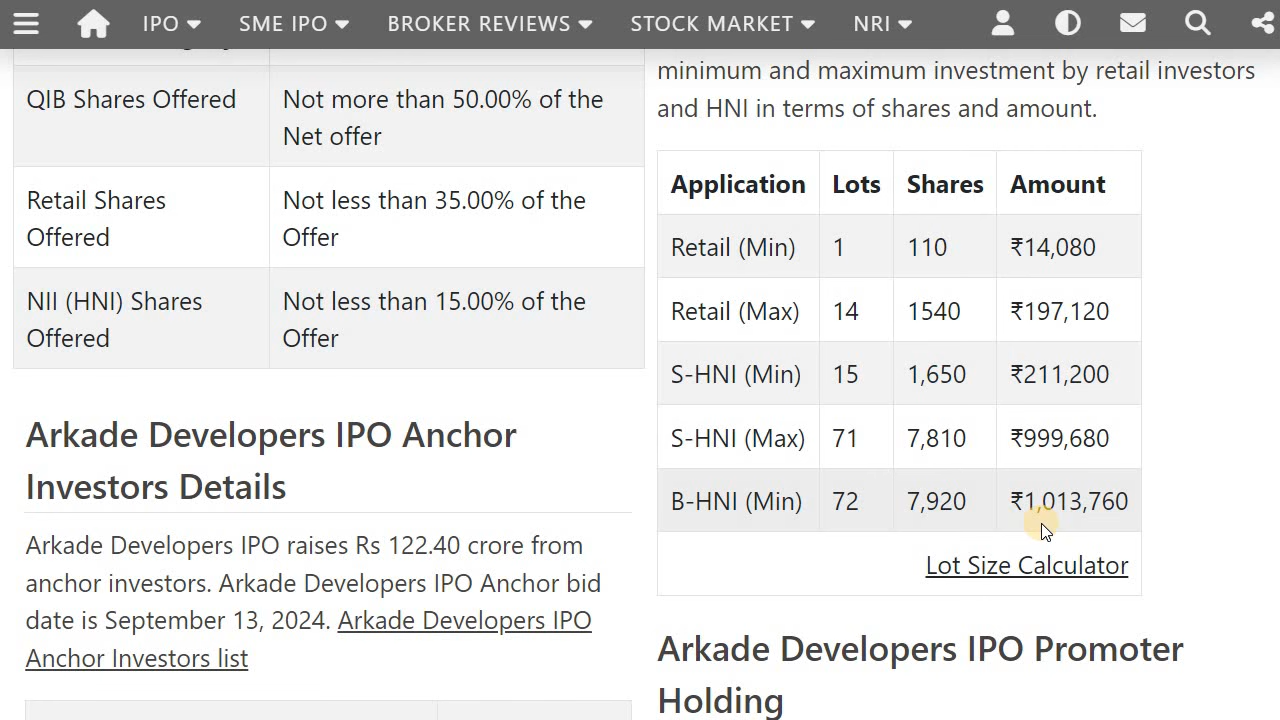 IPO SME IPO BROKER REVIEWS STOCK MARKET NRI
QIB Shares Offered
Not more than 50.00% of the
Net offer
Retail Shares
Offered
Not less than 35.00% of the
Offer
NII (HNI) Shares
Offered
Not less than 15.00% of the
Offer
Arkade Developers IPO Anchor
Investors Details
Arkade Developers IPO raises Rs 122.40 crore from
anchor investors. Arkade Developers IPO Anchor bid
date is September 13, 2024. Arkade Developers IPO
Anchor Investors list
minimum and maximum investment by retail investors
and HNI in terms of shares and amount.
Application Lots Shares Amount
Retail (Min) 1 110 ₹14,080
Retail (Max) 14 1540 ₹197,120
S-HNI (Min) 15 1,650 ₹211,200
S-HNI (Max) 71 7,810 ₹999,680
B-HNI (Min) 72 7,920 ₹1,013,760
Lot Size Calculator
Arkade Developers IPO Promoter
Holding